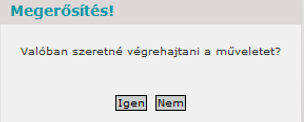 Megerősítés!
Valóban szeretné végrehajtani a műveletet?
Igen Nem